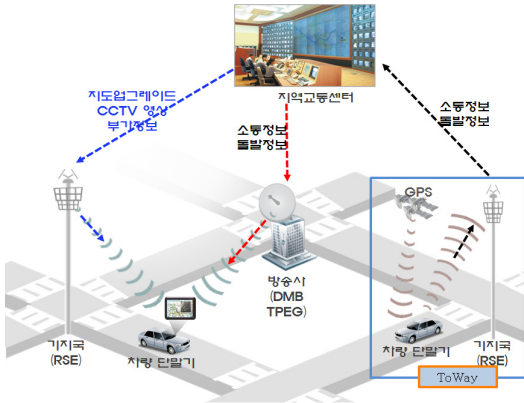 지역교통센터
지도업그레이드
CCTV 영상
부가정보
소통정보
돌발정보
소통정보
돌발정보
GPS
방송사
(DMB
TPEG)
기지국
(RSE)
차량 단말기
차량 단말기
기지국
(RSE)
ToWay